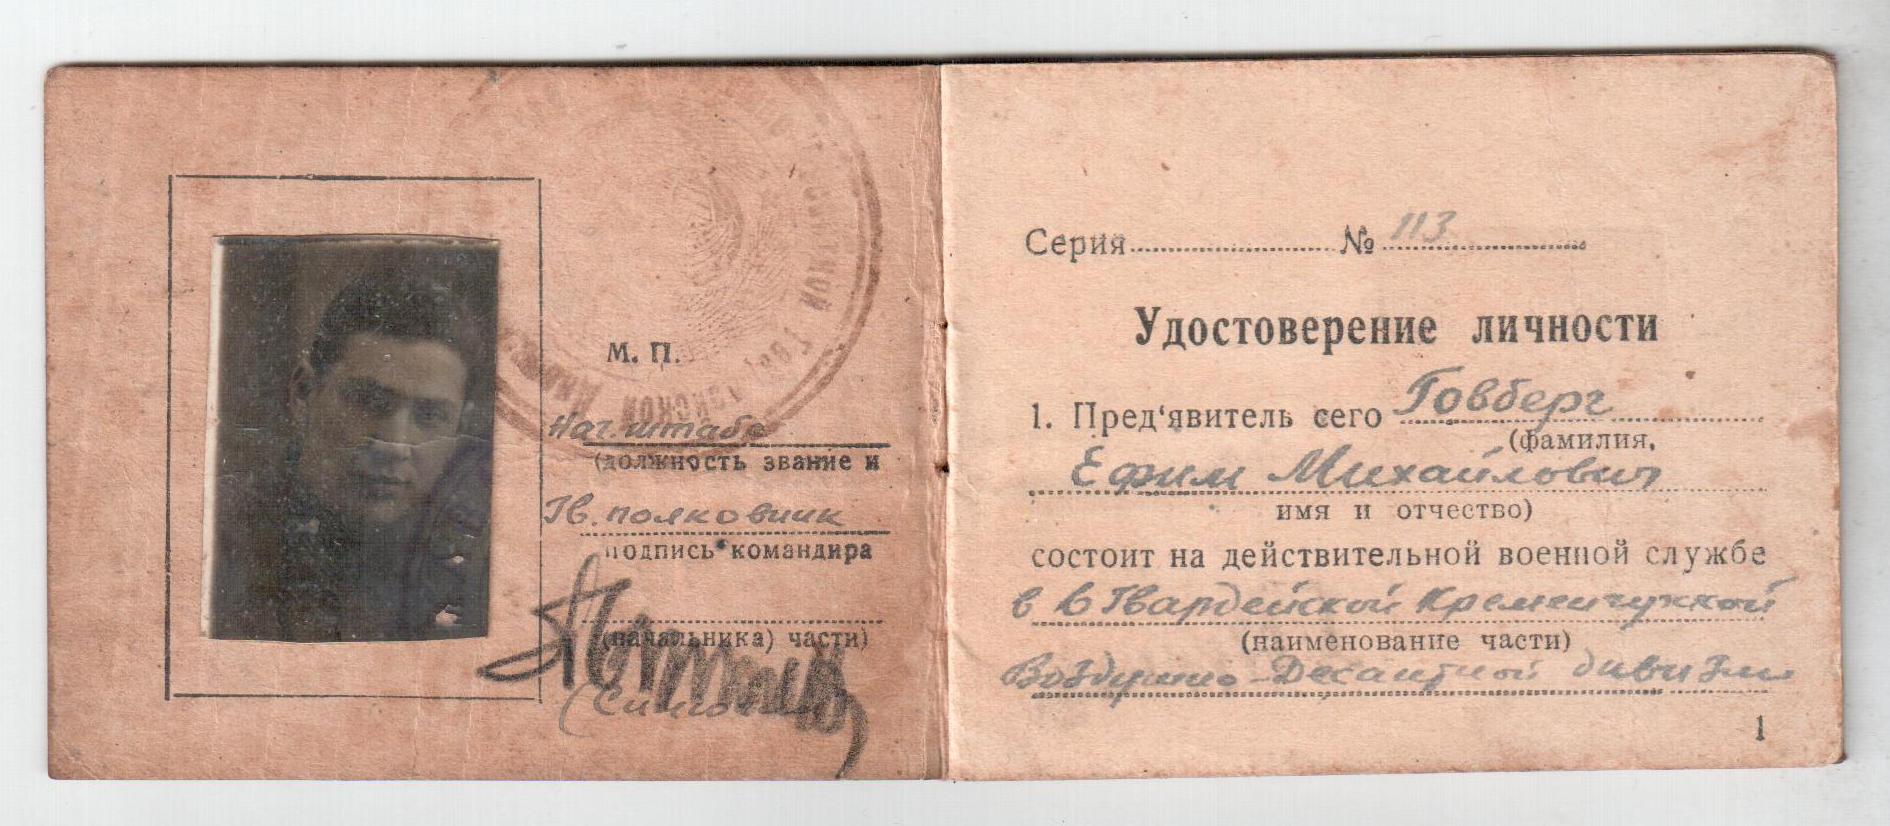 М. П.
Нач. штаба
(должность звание и
Гв. полковник
подпись командира
(начальника) части)
Серия № 113
Удостоверение личности
1. Пред‘явитель сего Говберг
(фамилия,
Ефим Михайлович
имя и отчество)
состоит на действительной военной службе
в 6 Гвардейской Кременчугской
(наименование части)
Воздушно-Десантной дивизии
1